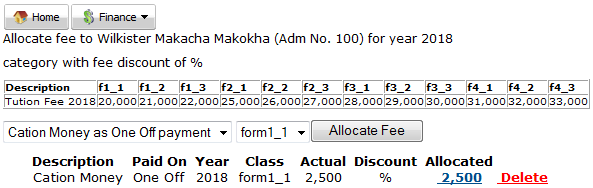 Home Finance
Allocate fee to Wilkister Makacha Makokha (Adm No. 100) for year 2018
category with fee discount of %
Description f1_1 f1_2 f1_3 f2_1 f2_2 f2_3 f3_1 f3_2 f3_3 f4_1 f4_2 f4_3
Tution Fee 2018 20,000 21,000 22,000 25,000 26,000 27,000 28,000 29,000 30,000 31,000 32,000 33,000
Cation Money as One Off payment form1_1 Allocate Fee
Description Paid On Year Class Actual Discount Allocated
Cation Money One Off 2018 form1_1 2,500 % 2,500 Delete